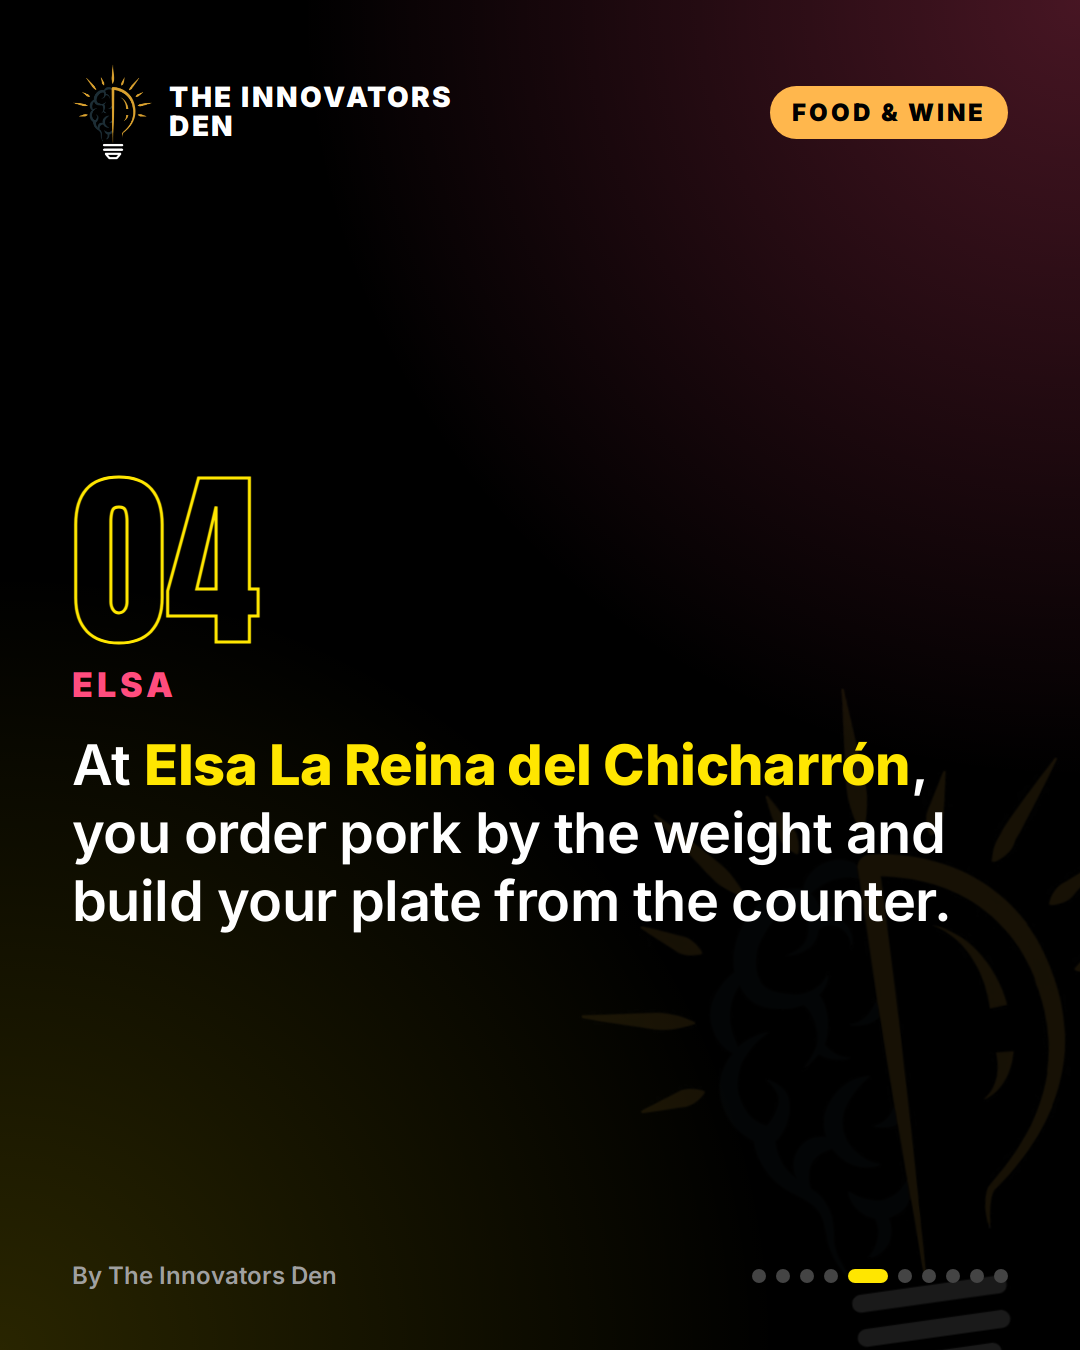 THE INNOVATORS
DEN
FOOD & WINE
04
ELSA
At Elsa La Reina del Chicharrón,
you order pork by the weight and
build your plate from the counter.
By The Innovators Den